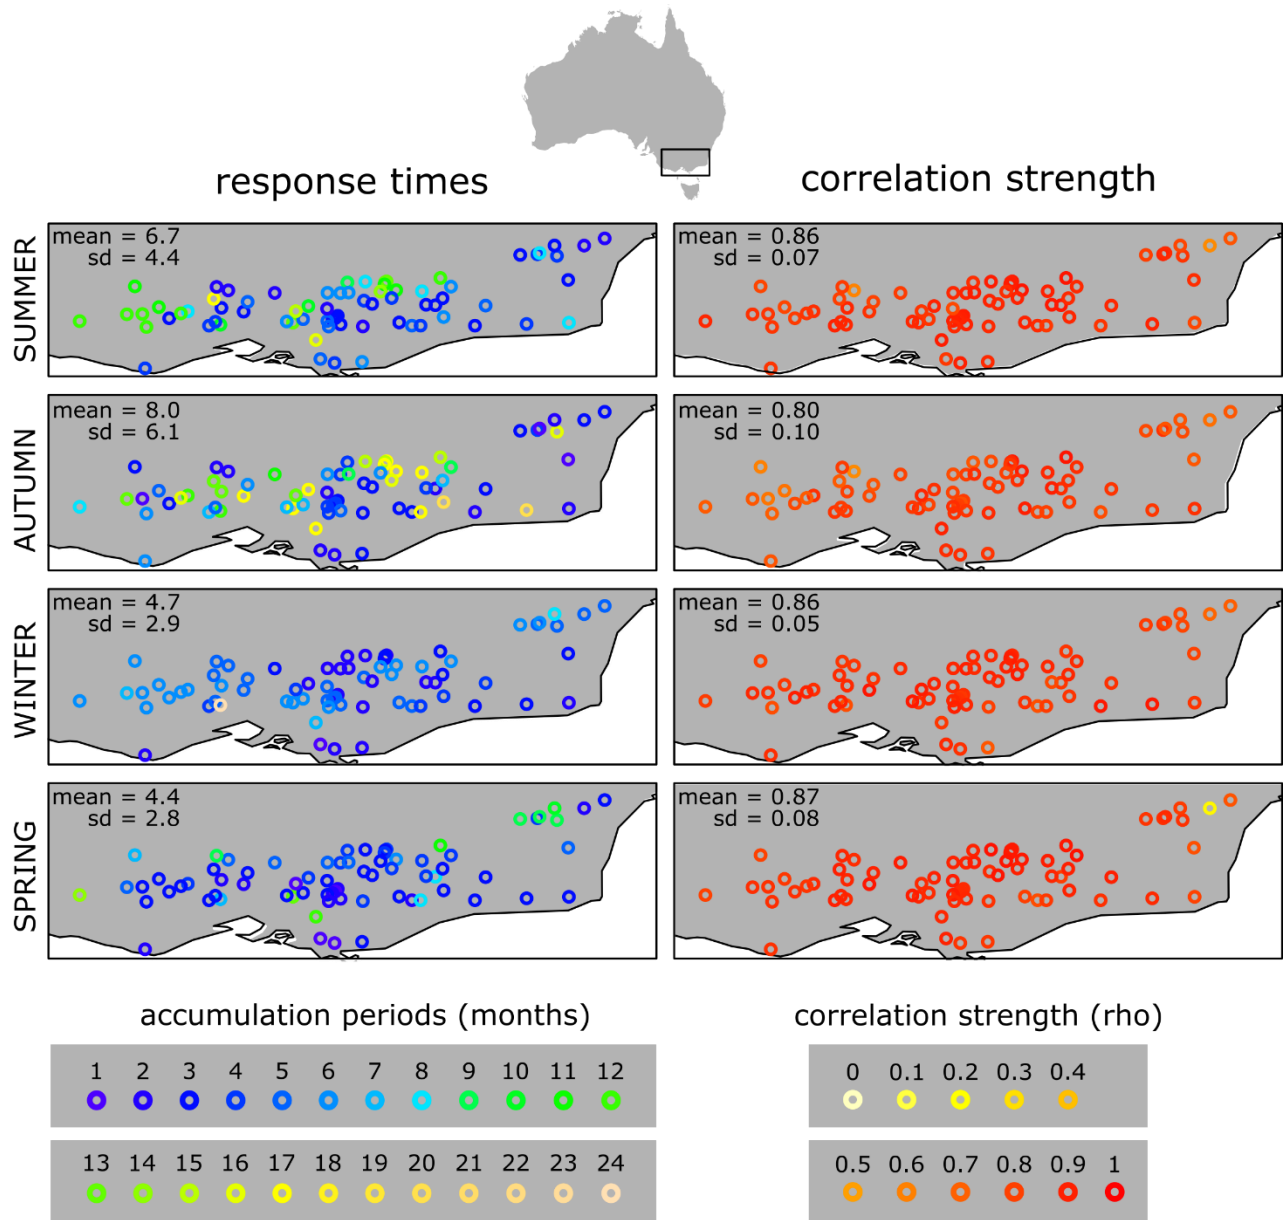 response times
correlation strength
SUMMER
mean = 6.7
sd = 4.4
mean = 0.86
sd = 0.07
AUTUMN
mean = 8.0
sd = 6.1
mean = 0.80
sd = 0.10
WINTER
mean = 4.7
sd = 2.9
mean = 0.86
sd = 0.05
SPRING
mean = 4.4
sd = 2.8
mean = 0.87
sd = 0.08
accumulation periods (months)
1 2 3 4 5 6 7 8 9 10 11 12
13 14 15 16 17 18 19 20 21 22 23 24
correlation strength (rho)
0 0.1 0.2 0.3 0.4
0.5 0.6 0.7 0.8 0.9 1